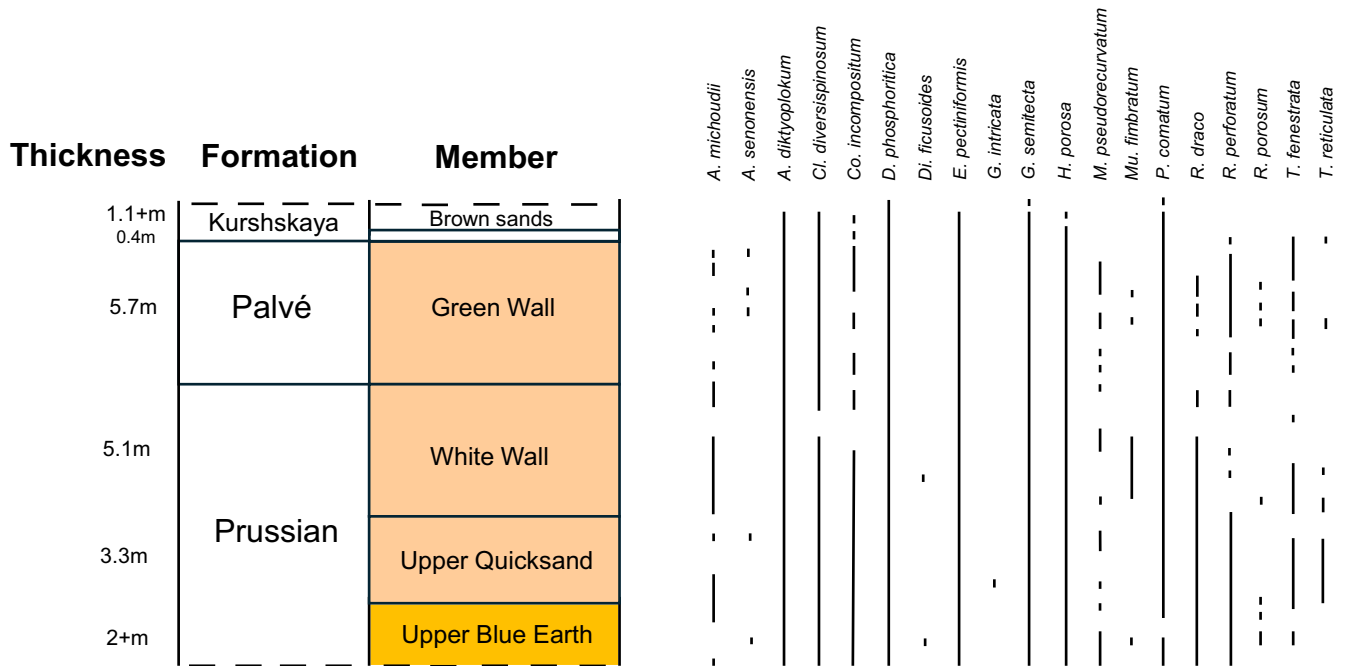 A. michoudii
A. senonensis
A. diktyoplokum
Cl. diversispinosum
Co. incompositum
D. phosphoritica
Di. ficusoides
E. pectiniformis
G. intricata
G. semitecta
H. porosa
M. pseudorecurvatum
Mu. fimbratum
P. comatum
R. draco
R. perforatum
R. porosum
T. fenestrata
T. reticulata
Thickness Formation Member
1.1+m Kurshskaya Brown sands
0.4m
5.7m Palvé Green Wall
5.1m White Wall
Prussian
3.3m Upper Quicksand
2+m Upper Blue Earth